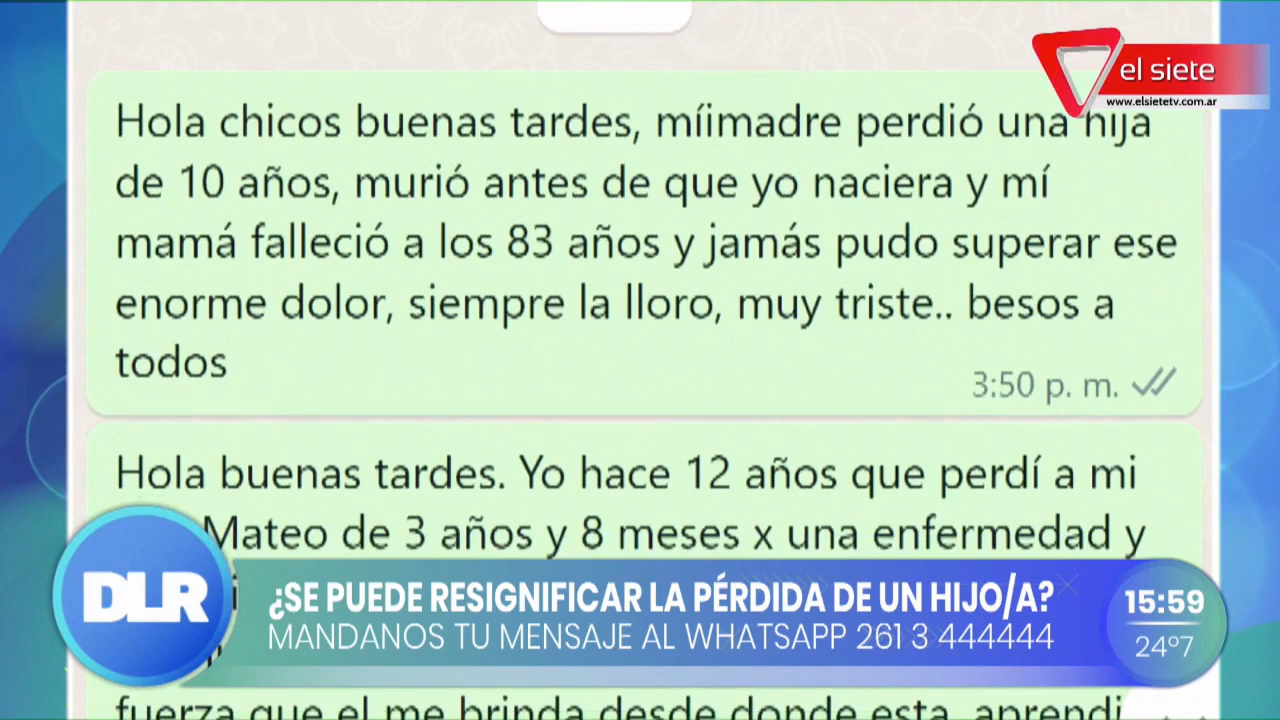 el siete
www.elsietetv.com.ar
Hola chicos buenas tardes, míimadre perdió una hija
de 10 años, murió antes de que yo naciera y mí
mamá falleció a los 83 años y jamás pudo superar ese
enorme dolor, siempre la lloro, muy triste.. besos a
todos
3:50 p. m.
Hola buenas tardes. Yo hace 12 años que perdí a mi
Mateo de 3 años y 8 meses x una enfermedad y
fuerza que el me brinda desde donde esta, aprendi
DLR
¿SE PUEDE RESIGNIFICAR LA PÉRDIDA DE UN HIJO/A?
MANDANOS TU MENSAJE AL WHATSAPP 261 3 444444
15:59
24º7